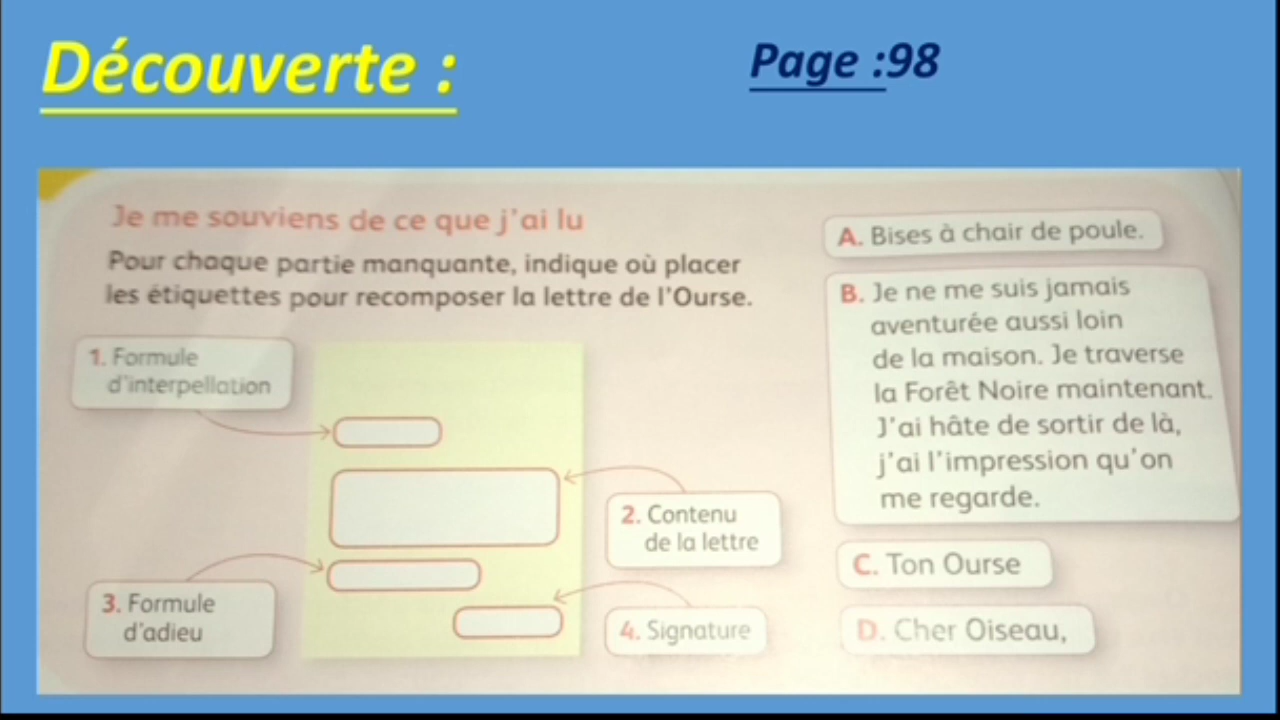 Découverte :
Page :98
Je me souviens de ce que j'ai lu
Pour chaque partie manquante, indique où placer
les étiquettes pour recomposer la lettre de l'Ourse.
1. Formule
d'interpellation
2. Contenu
de la lettre
3. Formule
d'adieu
4. Signature
A. Bises à chair de poule.
B. Je ne me suis jamais
aventurée aussi loin
de la maison. Je traverse
la Forêt Noire maintenant.
J'ai hâte de sortir de là,
j'ai l'impression qu'on
me regarde.
C. Ton Ourse
D. Cher Oiseau,